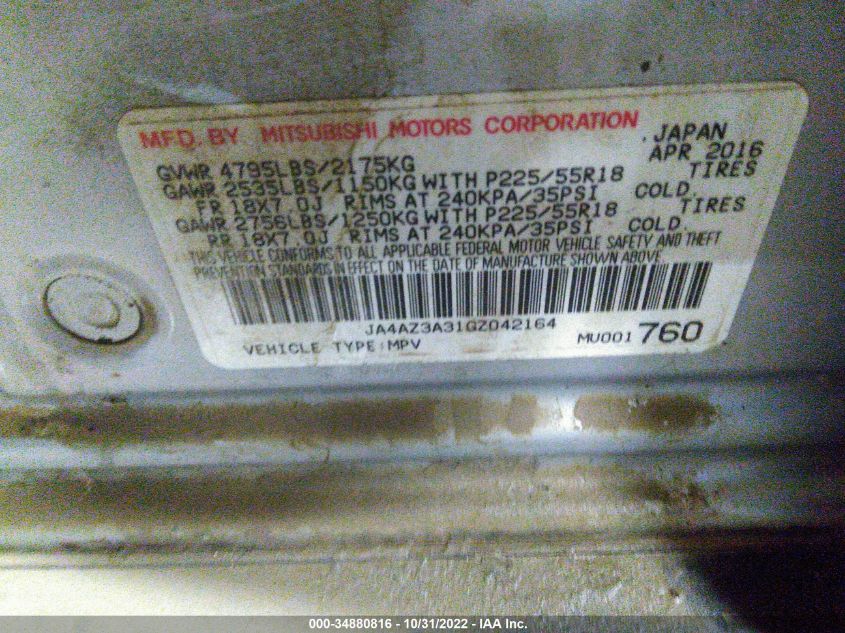 MFD. BY MITSUBISHI MOTORS CORPORATION. JAPAN
GVWR 4795LBS/2175KG APR 2016
GAWR 2535LBS/1150KG WITH P225/55R18 TIRES
FR 18X7.0J RIMS AT 240KPA/35PSI COLD.
GAWR 2756LBS/1250KG WITH P225/55R18 TIRES
RR 18X7.0J RIMS AT 240KPA/35PSI COLD.
THIS VEHICLE CONFORMS TO ALL APPLICABLE FEDERAL MOTOR VEHICLE SAFETY AND THEFT
PREVENTION STANDARDS IN EFFECT ON THE DATE OF MANUFACTURE SHOWN ABOVE
JA4AZ3A31GZ042164
VEHICLE TYPE:MPV MU001760
000-34880816 - 10/31/2022 - IAA Inc.